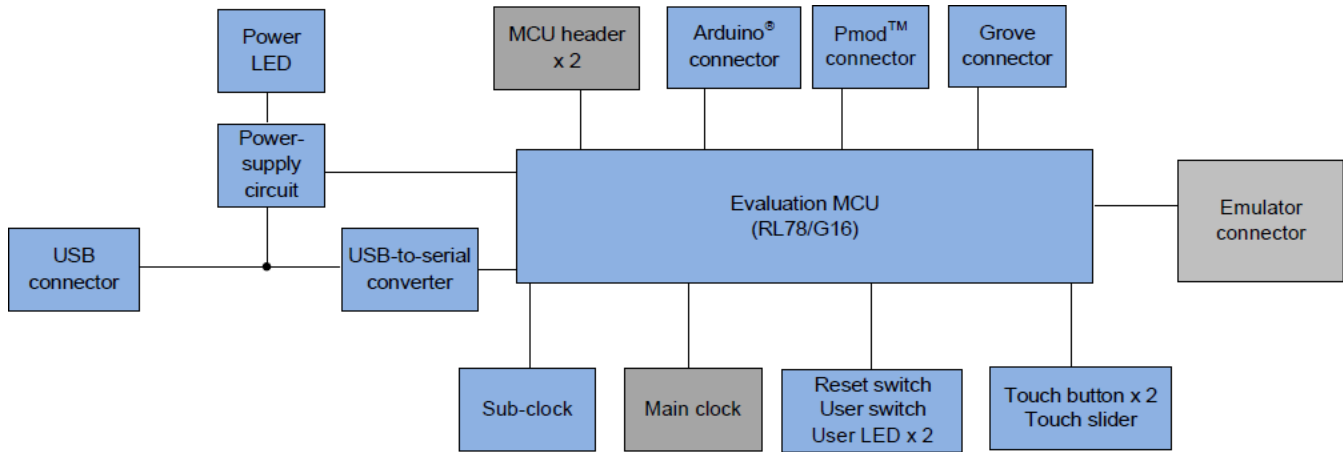 Power
LED
MCU header
x 2
Arduino®
connector
Pmod™
connector
Grove
connector
Power-
supply
circuit
Evaluation MCU
(RL78/G16)
Emulator
connector
USB
connector
USB-to-serial
converter
Sub-clock
Main clock
Reset switch
User switch
User LED x 2
Touch button x 2
Touch slider